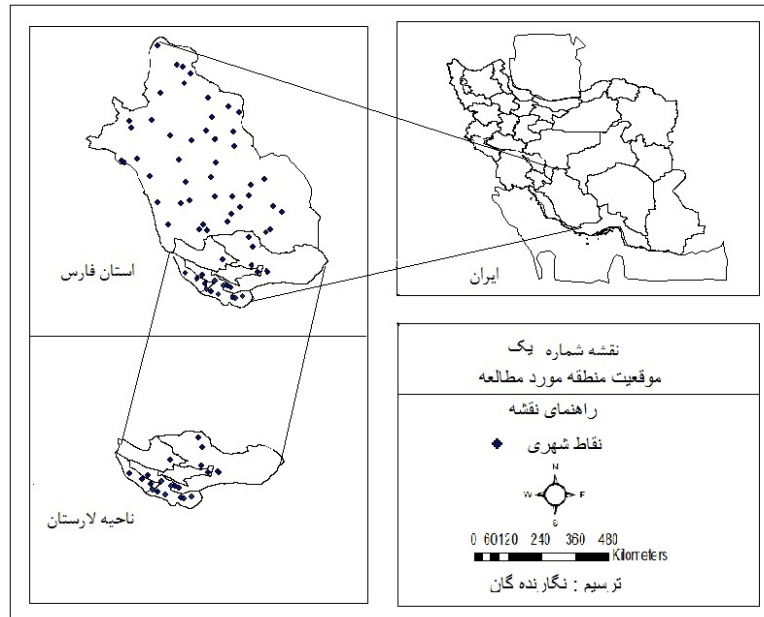 استان فارس
ایران
ناحیه لارستان
نقشه شماره یک
موقعیت منطقه مورد مطالعه
راهنمای نقشه
نقاط شهری
N
W E
S
0 60120 240 360 480
Kilometers
ترسیم : نگارنده گان